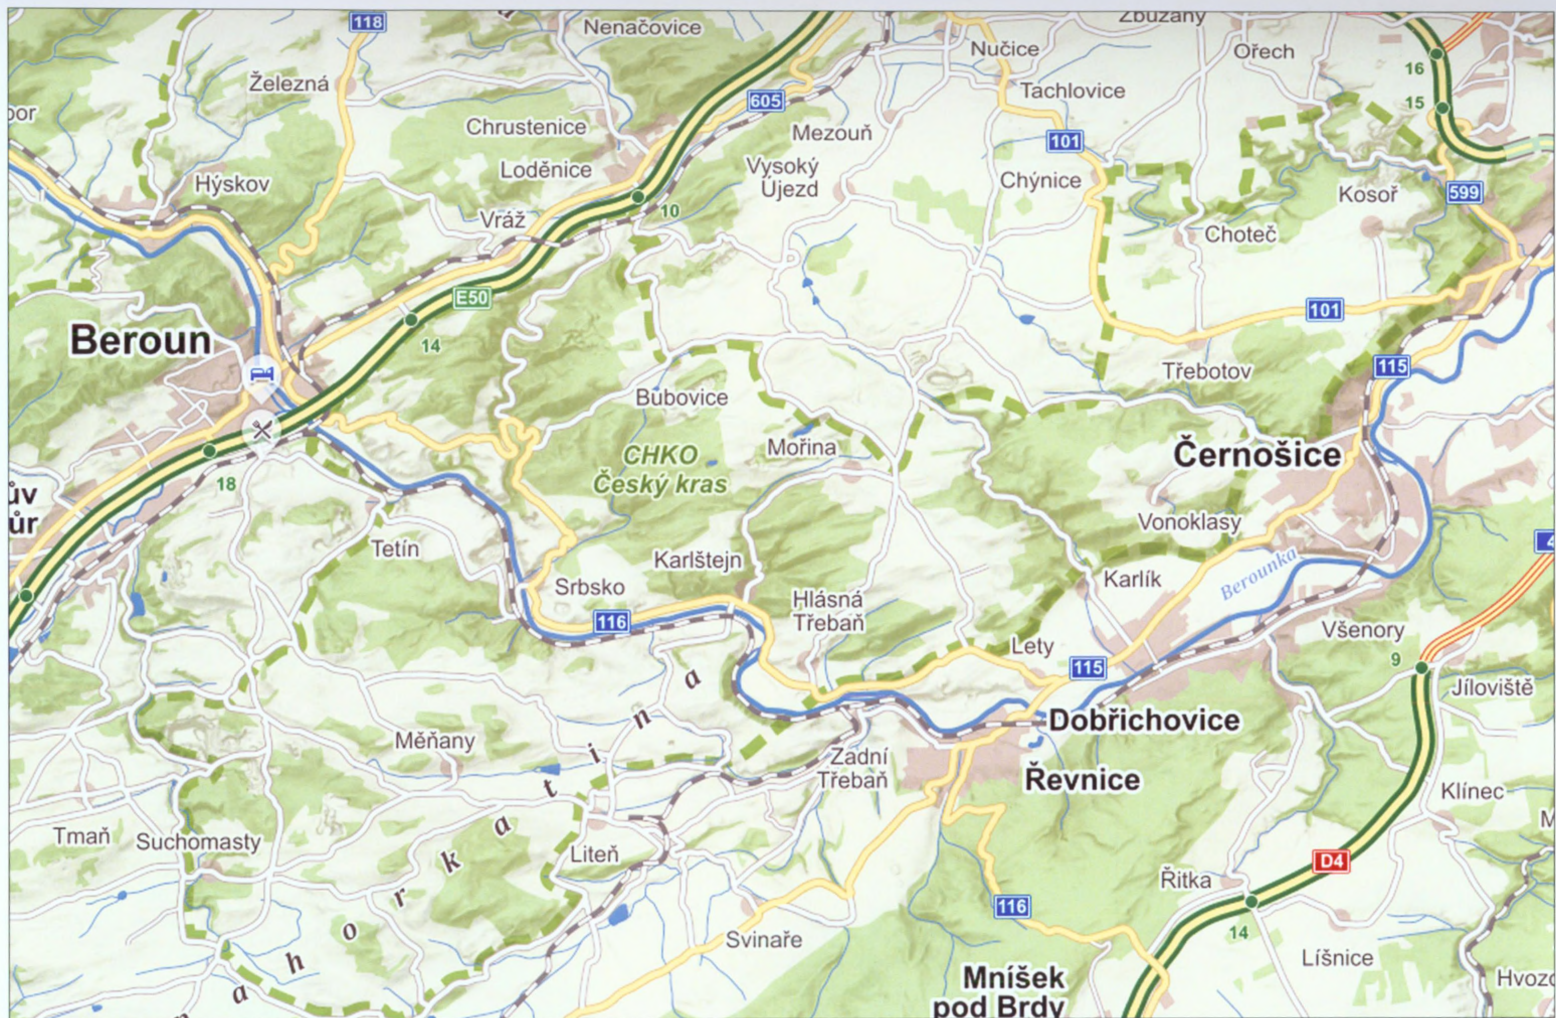 118
Nenačovice
Zbuzany
Nučice
Ořech
16
Železná
Tachlovice
605
15
Chrustenice
Mezouň
101
Loděnice
Vysoký
Újezd
Hýskov
Chýnice
Kosoř
599
10
Vráž
Choteč
E50
101
Beroun
14
115
Třebotov
Bubovice
Mořina
CHKO
Český kras
Černošice
18
Vonoklasy
Tetín
Karlštejn
Srbsko
Karlík
Berounka
Hlásná
Třebaň
116
Všenory
Lety
115
9
Jíloviště
Dobřichovice
Měňany
Zadní
Třebaň
Řevnice
Klínec
Tmaň
Suchomasty
Liteň
D4
Řitka
116
14
Svinaře
Líšnice
Mníšek
pod Brdy
a h o r k a t i n a